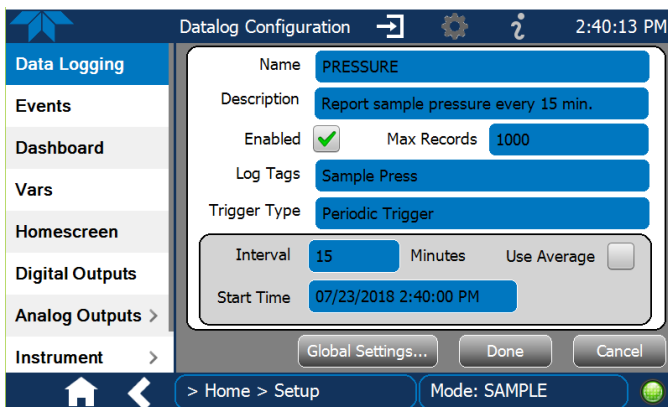 Datalog Configuration 2:40:13 PM
Data Logging
Events
Dashboard
Vars
Homescreen
Digital Outputs
Analog Outputs >
Instrument >
Name PRESSURE
Description Report sample pressure every 15 min.
Enabled Max Records 1000
Log Tags Sample Press
Trigger Type Periodic Trigger
Interval 15 Minutes Use Average
Start Time 07/23/2018 2:40:00 PM
Global Settings... Done Cancel
> Home > Setup Mode: SAMPLE